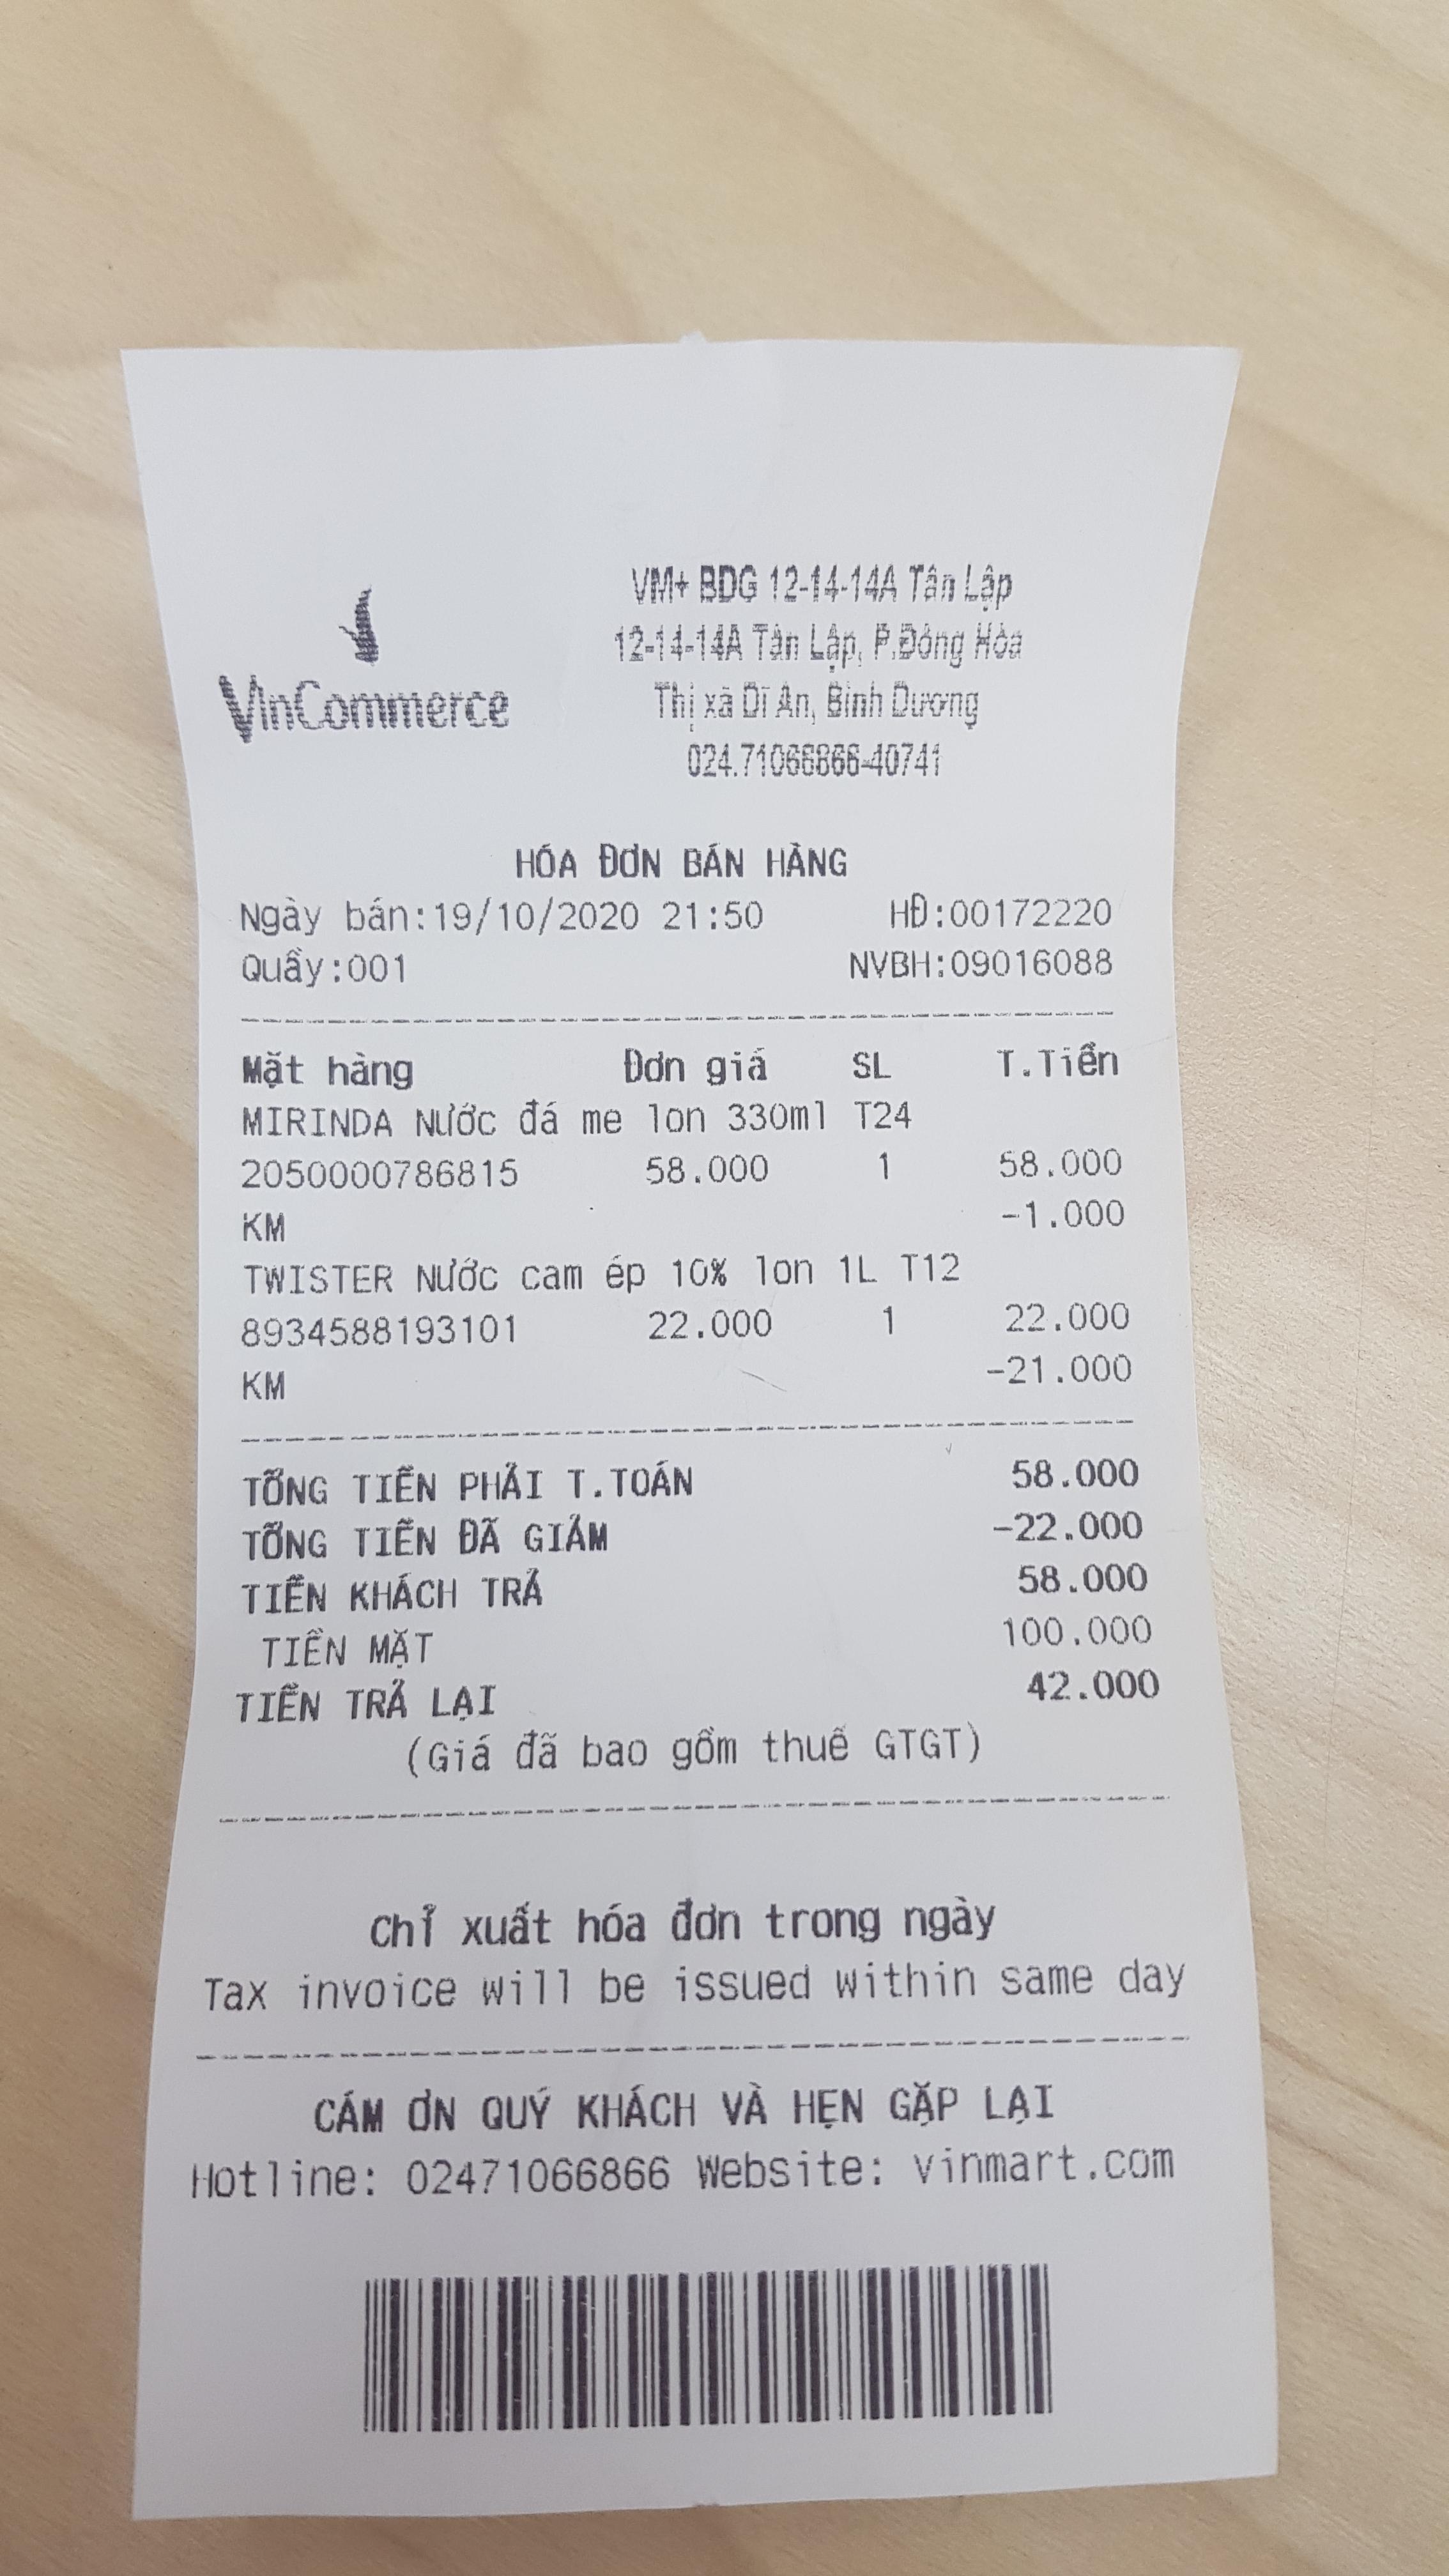 VinCommerce
VM+ BDG 12-14-14A Tân Lập
12-14-14A Tân Lập, P.Đông Hòa
Thị xã Dĩ An, Bình Dương
024.71066866-40741
HÓA ĐƠN BÁN HÀNG
Ngày bán:19/10/2020 21:50 HĐ:00172220
Quầy:001 NVBH:09016088
Mặt hàng Đơn giá SL T.Tiền
MIRINDA Nước đá me lon 330ml T24
2050000786815 58.000 1 58.000
KM -1.000
TWISTER Nước cam ép 10% lon 1L T12
8934588193101 22.000 1 22.000
KM -21.000
TỔNG TIỀN PHẢI T.TOÁN 58.000
TỔNG TIỀN ĐÃ GIẢM -22.000
TIỀN KHÁCH TRẢ 58.000
TIỀN MẶT 100.000
TIỀN TRẢ LẠI 42.000
(Giá đã bao gồm thuế GTGT)
Chỉ xuất hóa đơn trong ngày
Tax invoice will be issued within same day
CÁM ƠN QUÝ KHÁCH VÀ HẸN GẶP LẠI
Hotline: 02471066866 Website: vinmart.com